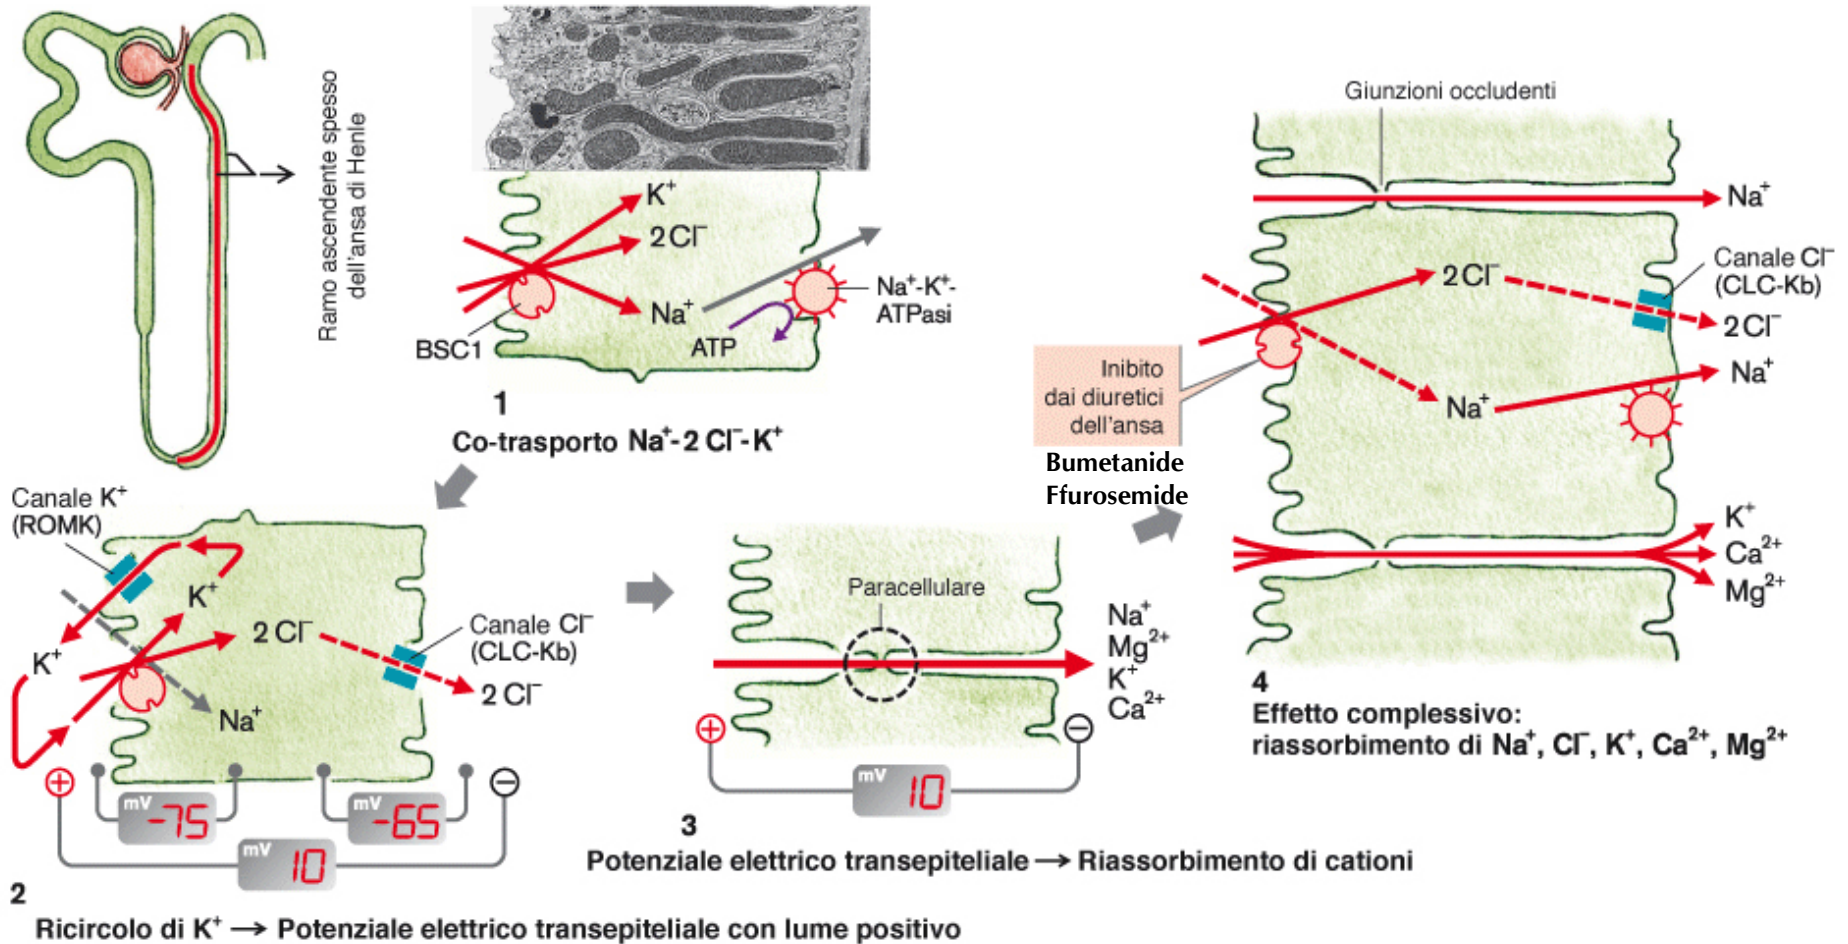 Ramo ascendente spesso
dell'ansa di Henle
K⁺
2 Cl⁻
Na⁺
BSC1
ATP
Na⁺-K⁺-
ATPasi
1
Co-trasporto Na⁺- 2 Cl⁻- K⁺
Canale K⁺
(ROMK)
K⁺
K⁺
2 Cl⁻
Na⁺
Canale Cl⁻
(CLC-Kb)
2 Cl⁻
+
−
mV -75
mV -65
mV 10
2
Ricircolo di K⁺ → Potenziale elettrico transepiteliale con lume positivo
Paracellulare
Na⁺
Mg²⁺
K⁺
Ca²⁺
+
−
mV 10
3
Potenziale elettrico transepiteliale → Riassorbimento di cationi
Giunzioni occludenti
Na⁺
2 Cl⁻
Canale Cl⁻
(CLC-Kb)
2 Cl⁻
Na⁺
Na⁺
Inibito
dai diuretici
dell'ansa
Bumetanide
Ffurosemide
K⁺
Ca²⁺
Mg²⁺
4
Effetto complessivo:
riassorbimento di Na⁺, Cl⁻, K⁺, Ca²⁺, Mg²⁺